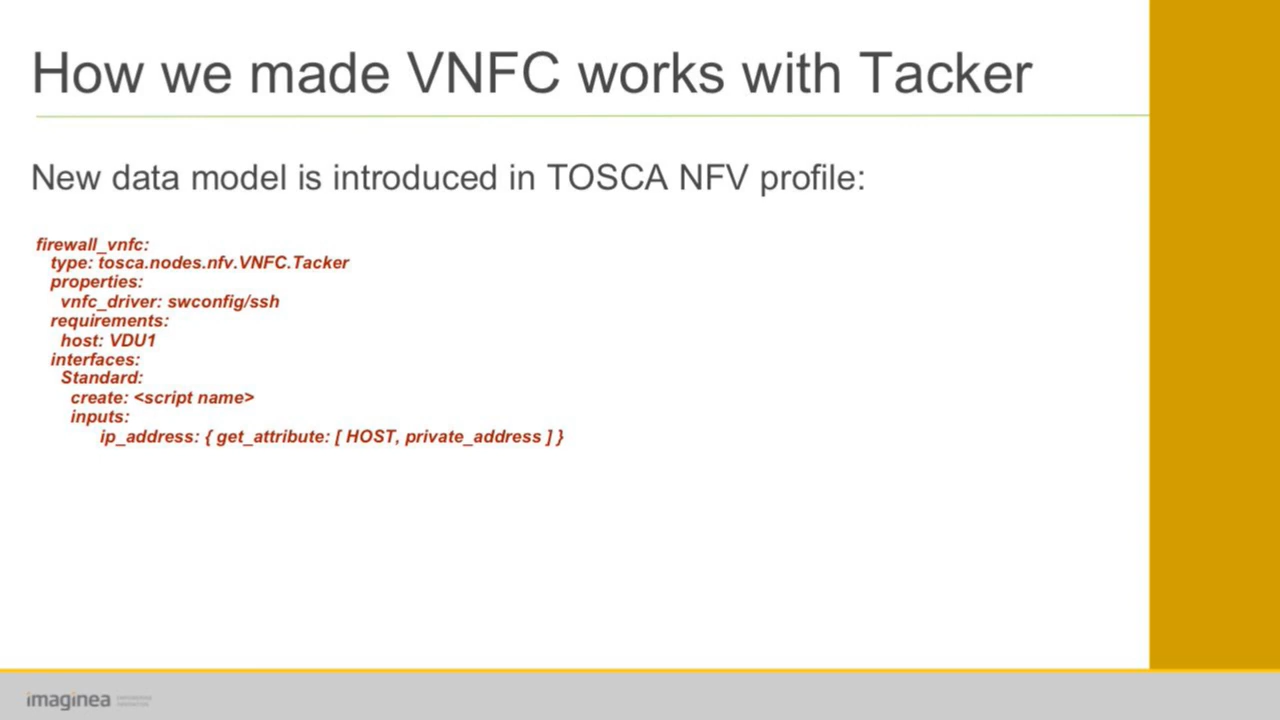 How we made VNFC works with Tacker
New data model is introduced in TOSCA NFV profile:
firewall_vnfc:
type: tosca.nodes.nfv.VNFC.Tacker
properties:
vnfc_driver: swconfig/ssh
requirements:
host: VDU1
interfaces:
Standard:
create: <script name>
inputs:
ip_address: { get_attribute: [ HOST, private_address ] }
imaginea